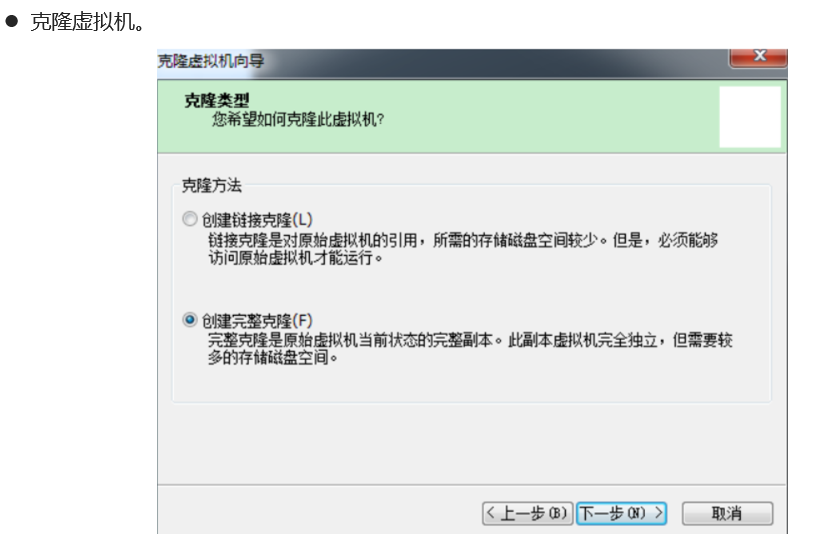 ● 克隆虚拟机。
克隆虚拟机向导
X
克隆类型
您希望如何克隆此虚拟机?
克隆方法
创建链接克隆(L)
链接克隆是对原始虚拟机的引用，所需的存储磁盘空间较少。但是，必须能够
访问原始虚拟机才能运行。
创建完整克隆(F)
完整克隆是原始虚拟机当前状态的完整副本。此副本虚拟机完全独立，但需要较
多的存储磁盘空间。
< 上一步(B) 下一步(N) > 取消